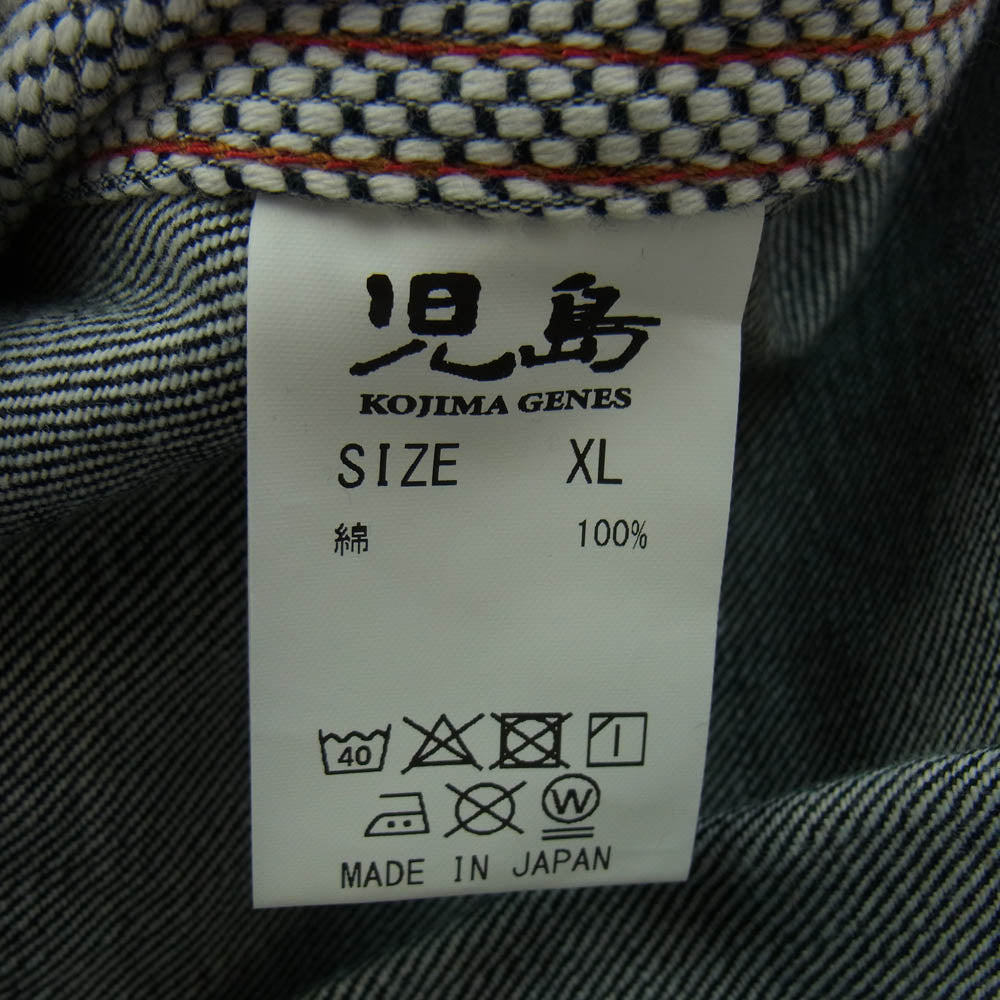 児島
KOJIMA GENES
SIZE XL
綿 100%
40
W
MADE IN JAPAN